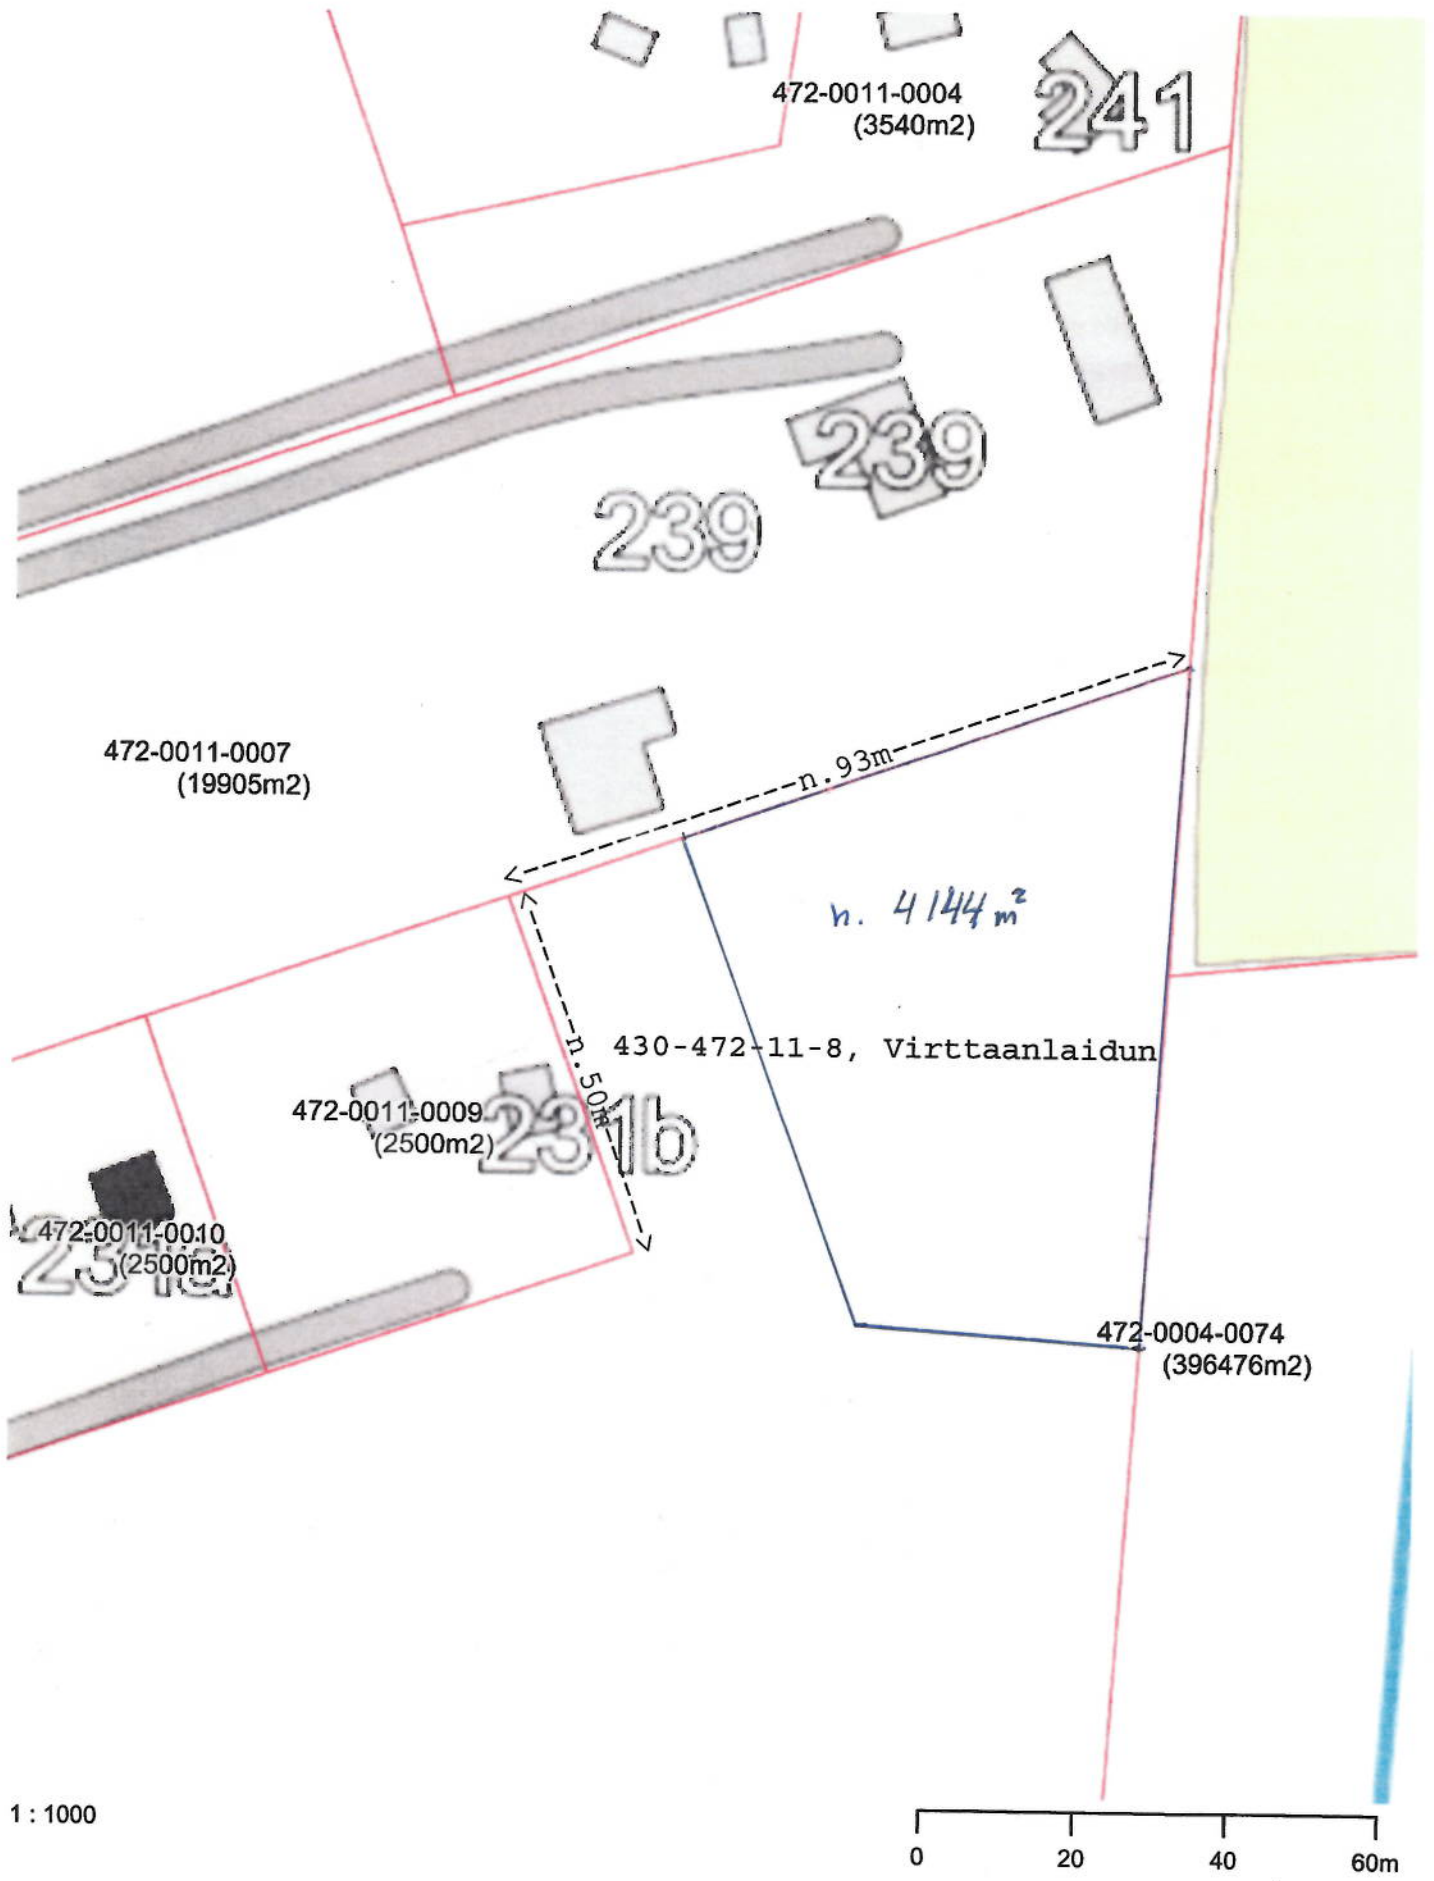 472-0011-0004
(3540m2)
241
239
239
n.93m
472-0011-0007
(19905m2)
n. 4144 m²
n.50m
430-472-11-8, Virttaanlaidun
472-0011-0009
(2500m2)
231b
472-0011-0010
(2500m2)
231a
472-0004-0074
(396476m2)
1 : 1000
0 20 40 60m